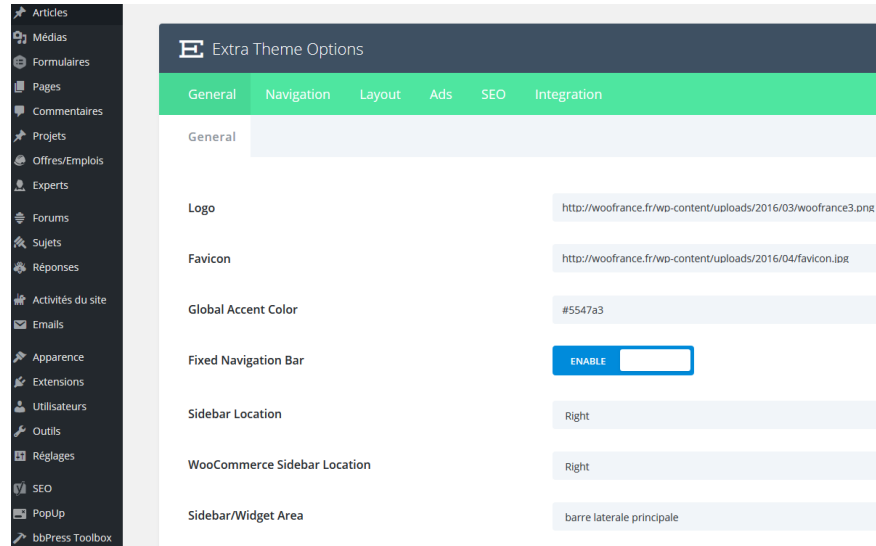 Articles
Médias
Formulaires
Pages
Commentaires
Projets
Offres/Emplois
Experts
Forums
Sujets
Réponses
Activités du site
Emails
Apparence
Extensions
Utilisateurs
Outils
Réglages
SEO
PopUp
bbPress Toolbox
Extra Theme Options
General Navigation Layout Ads SEO Integration
General
Logo http://woofrance.fr/wp-content/uploads/2016/03/woofrance3.png
Favicon http://woofrance.fr/wp-content/uploads/2016/04/favicon.jpg
Global Accent Color #5547a3
Fixed Navigation Bar ENABLE
Sidebar Location Right
WooCommerce Sidebar Location Right
Sidebar/Widget Area barre laterale principale